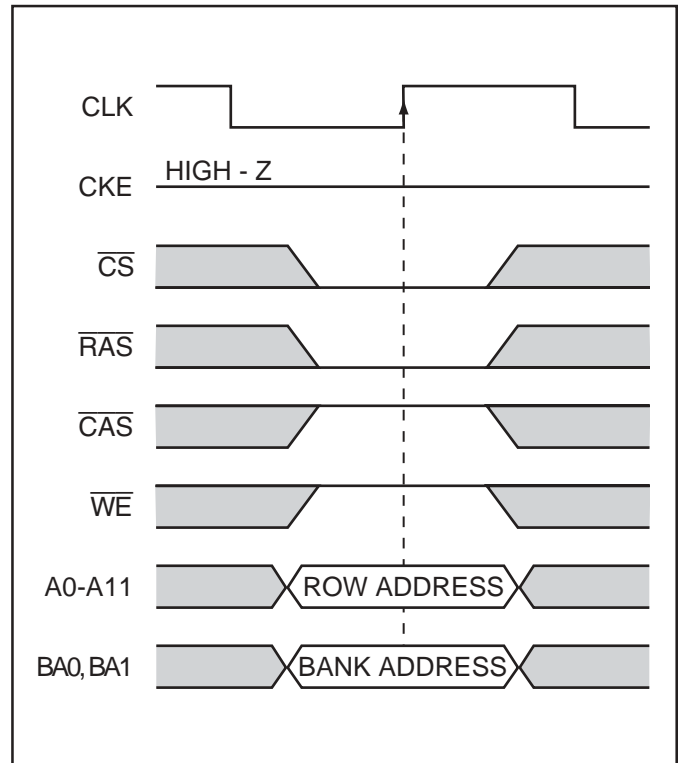 CLK
CKE HIGH - Z
CS
RAS
CAS
WE
A0-A11 ROW ADDRESS
BA0, BA1 BANK ADDRESS